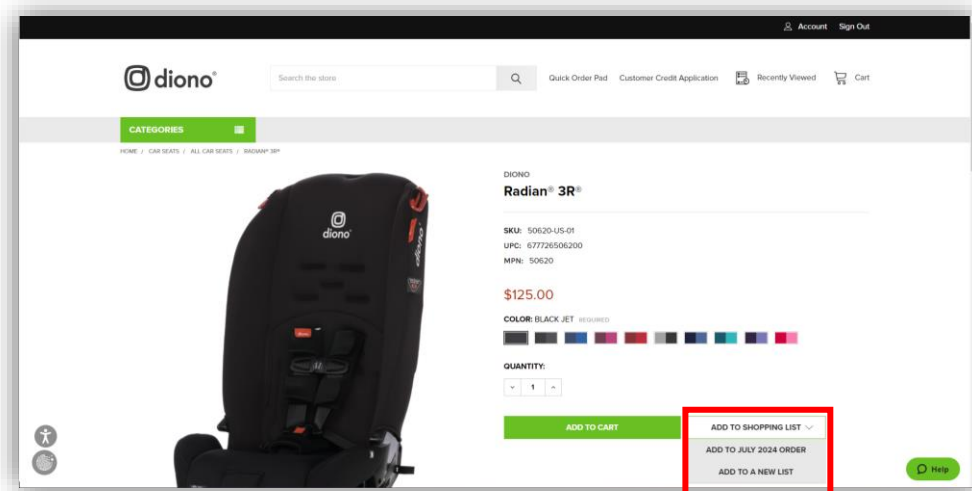 Account Sign Out
diono®
Search the store
Quick Order Pad Customer Credit Application Recently Viewed Cart
CATEGORIES
HOME / CAR SEATS / ALL CAR SEATS / RADIAN® 3R®
DIONO
Radian® 3R®
SKU: 50620-US-01
UPC: 677726506200
MPN: 50620
$125.00
COLOR: BLACK JET REQUIRED
QUANTITY:
1
ADD TO CART
ADD TO SHOPPING LIST
ADD TO JULY 2024 ORDER
ADD TO A NEW LIST
diono
diono
diono
Help